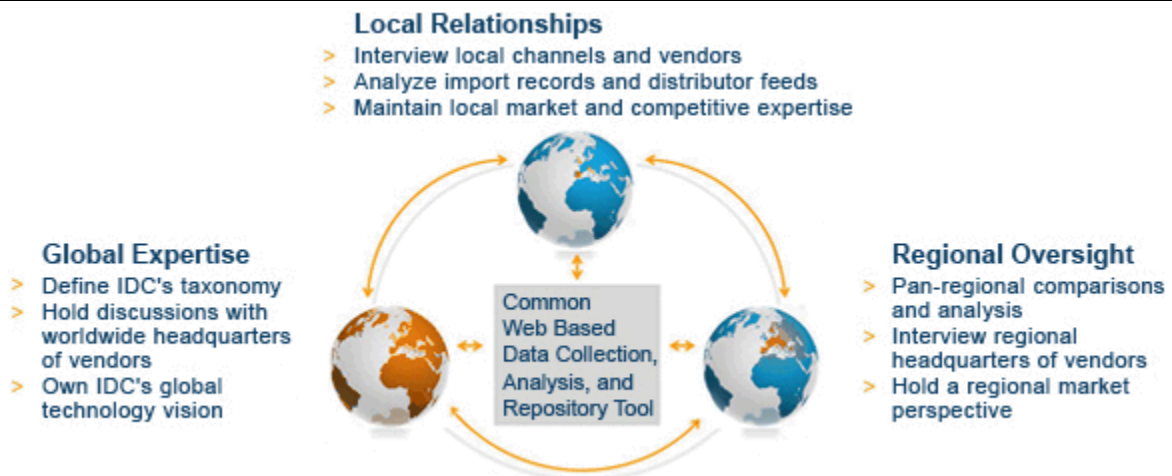 Local Relationships
> Interview local channels and vendors
> Analyze import records and distributor feeds
> Maintain local market and competitive expertise
Global Expertise
> Define IDC's taxonomy
> Hold discussions with
worldwide headquarters
of vendors
> Own IDC's global
technology vision
Common
Web Based
Data Collection,
Analysis, and
Repository Tool
Regional Oversight
> Pan-regional comparisons
and analysis
> Interview regional
headquarters of vendors
> Hold a regional market
perspective